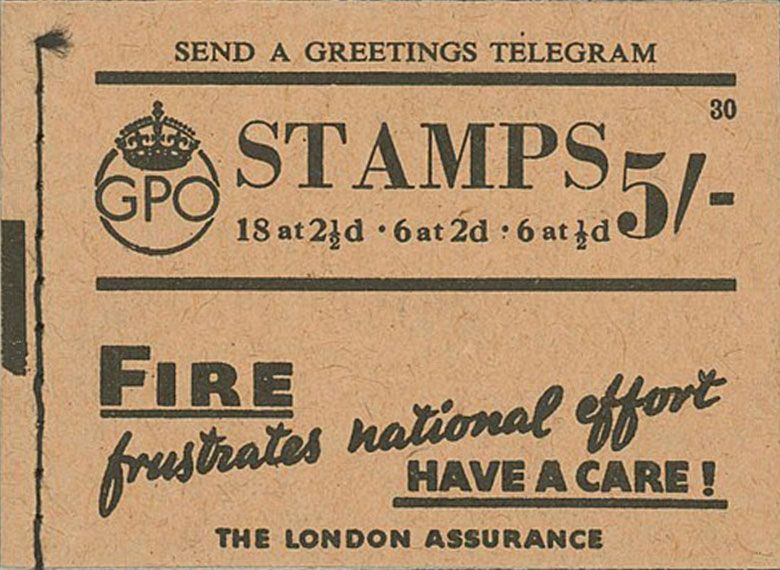 SEND A GREETINGS TELEGRAM
30
GPO
STAMPS 5/-
18 at 2½d · 6 at 2d · 6 at ½d
FIRE
frustrates national effort
HAVE A CARE!
THE LONDON ASSURANCE